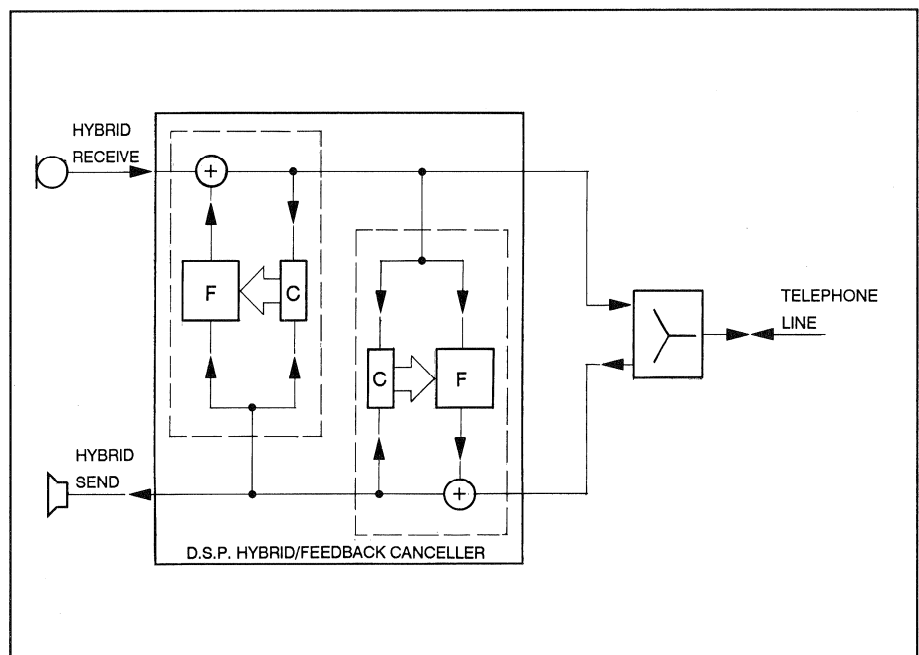 HYBRID
RECEIVE
+
F
C
C
F
TELEPHONE
LINE
HYBRID
SEND
+
D.S.P. HYBRID/FEEDBACK CANCELLER